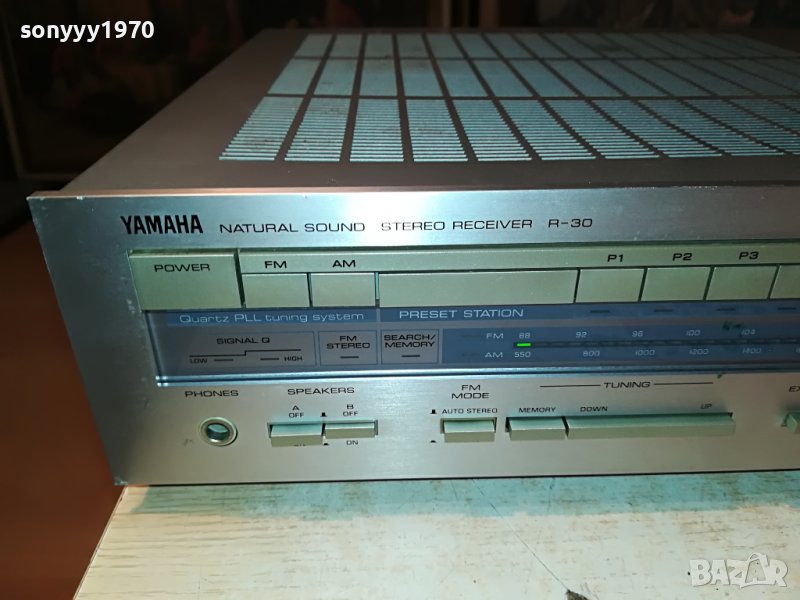 sonyyy1970
YAMAHA NATURAL SOUND STEREO RECEIVER R-30
POWER FM AM P1 P2 P3
Quartz PLL tuning system PRESET STATION
SIGNAL Q FM STEREO SEARCH/MEMORY FM 88 92 96 100 104
LOW HIGH AM 550 800 1000 1200 1400
PHONES SPEAKERS FM MODE TUNING
A OFF B OFF AUTO STEREO MEMORY DOWN UP
ON
BAZAR